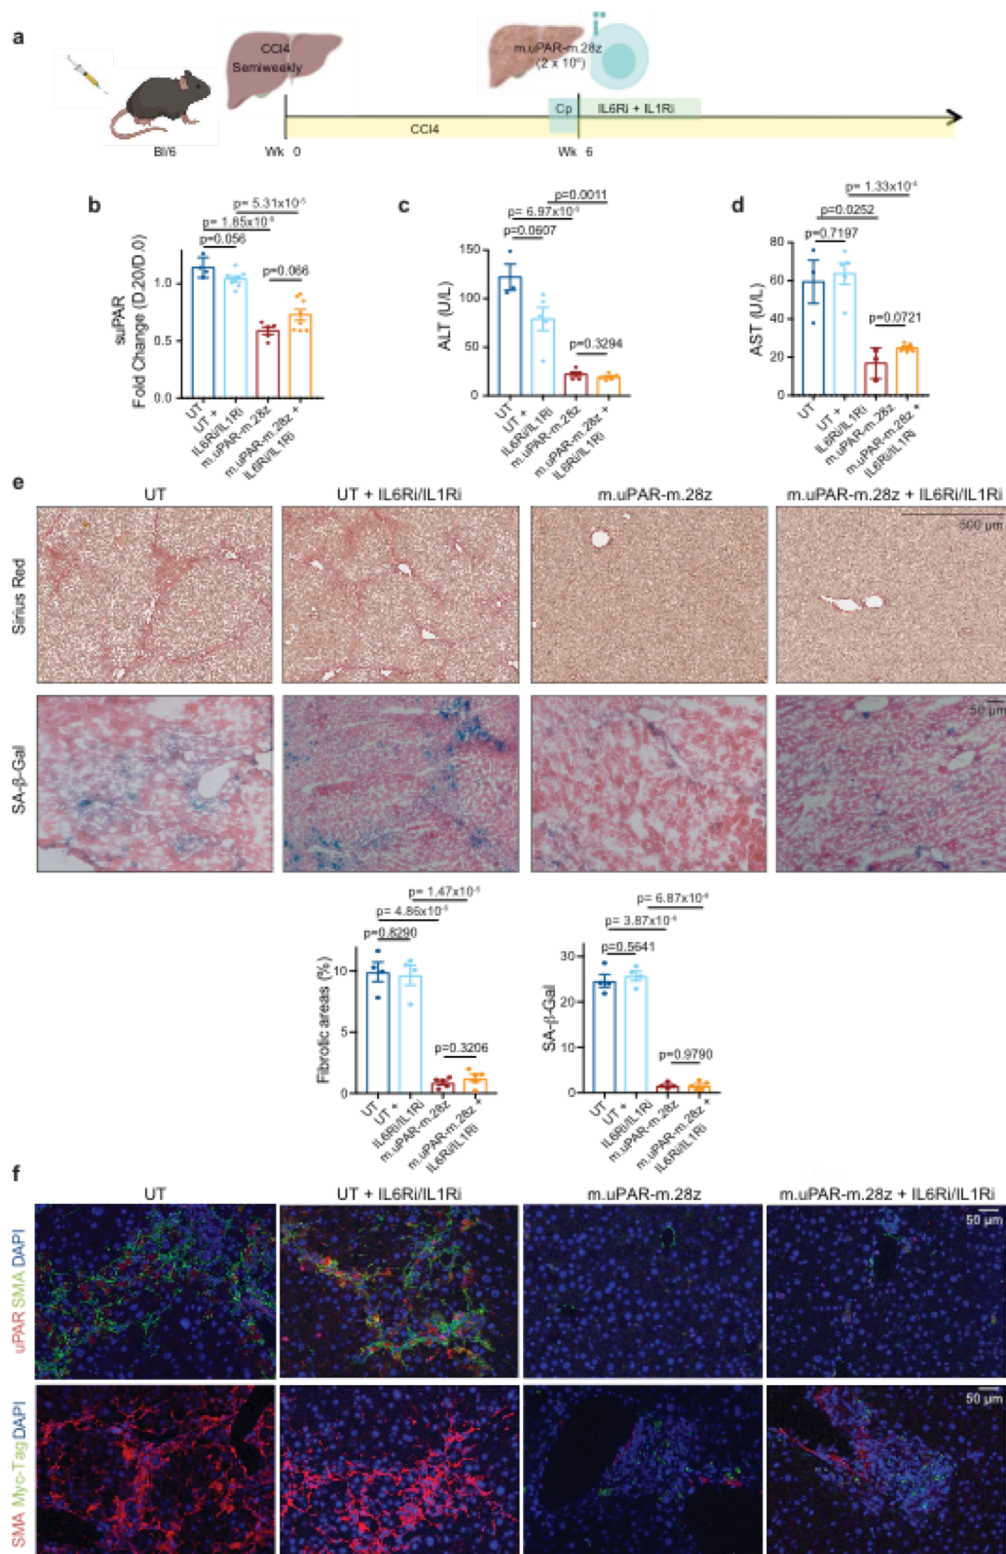 a
CCl4
Semiweekly
m.uPAR-m.28z
(2 x 10⁶)
Cp
IL6Ri + IL1Ri
CCl4
Bl/6
Wk 0
Wk 6
b
p= 5.31x10⁻⁵
p= 1.85x10⁻⁶
p=0.056
p=0.066
suPAR
Fold Change (D.20/D.0)
1.0
0.5
0.0
UT
UT +
IL6Ri/IL1Ri
m.uPAR-m.28z
m.uPAR-m.28z +
IL6Ri/IL1Ri
c
p=0.0011
p= 6.97x10⁻⁵
p=0.0607
p=0.3294
ALT (U/L)
150
100
50
0
UT
UT +
IL6Ri/IL1Ri
m.uPAR-m.28z
m.uPAR-m.28z +
IL6Ri/IL1Ri
d
p= 1.33x10⁻⁴
p=0.0252
p=0.7197
p=0.0721
AST (U/L)
80
60
40
20
0
UT
UT +
IL6Ri/IL1Ri
m.uPAR-m.28z
m.uPAR-m.28z +
IL6Ri/IL1Ri
e
UT
UT + IL6Ri/IL1Ri
m.uPAR-m.28z
m.uPAR-m.28z + IL6Ri/IL1Ri
Sirius Red
500 µm
SA-β-Gal
50 µm
p= 1.47x10⁻⁵
p= 4.86x10⁻⁵
p=0.8290
p=0.3206
Fibrotic areas (%)
10
5
0
UT
UT +
IL6Ri/IL1Ri
m.uPAR-m.28z
m.uPAR-m.28z +
IL6Ri/IL1Ri
p= 6.87x10⁻⁶
p= 3.87x10⁻⁶
p=0.5641
p=0.9790
SA-β-Gal
30
20
10
0
UT
UT +
IL6Ri/IL1Ri
m.uPAR-m.28z
m.uPAR-m.28z +
IL6Ri/IL1Ri
f
UT
UT + IL6Ri/IL1Ri
m.uPAR-m.28z
m.uPAR-m.28z + IL6Ri/IL1Ri
uPAR SMA DAPI
50 µm
SMA Myc-Tag DAPI
50 µm